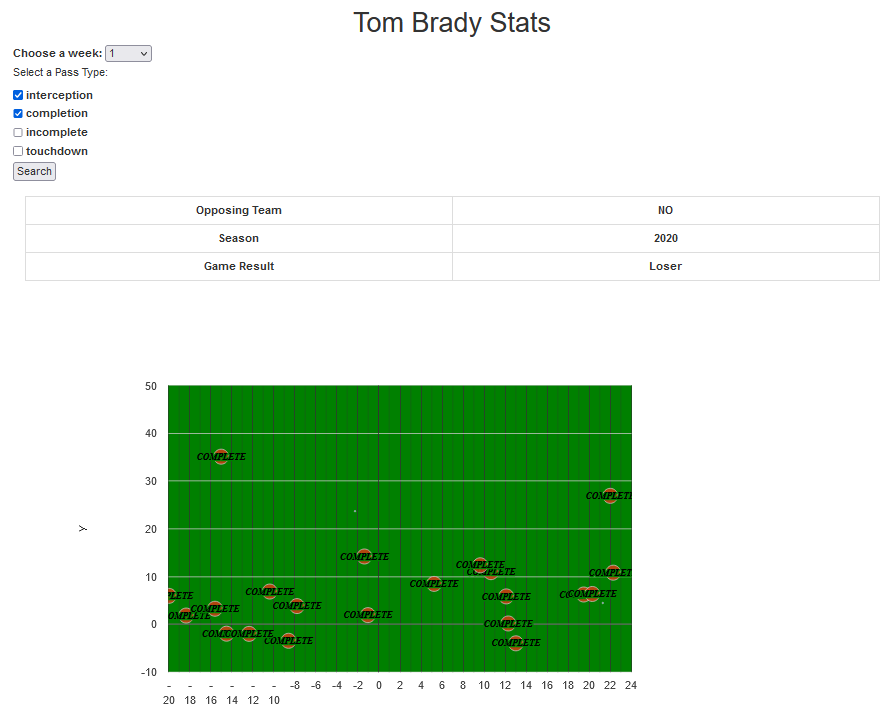 Tom Brady Stats
Choose a week: 1
Select a Pass Type:
interception
completion
incomplete
touchdown
Search
Opposing Team NO
Season 2020
Game Result Loser
50
40
COMPLETE
30
COMPLETE
20
Y
COMPLETE
COMPLETE
COMPLETE
10
COMPLETE
COMPLETE
COMPLETE
COMPLETE
COMPLETE
COMPLETE
COMPLETE
COMPLETE
COMPLETE
0
COMPLETE
COMPLETE
COMPLETE
COMPLETE
-10
-20 -18 -16 -14 -12 -10 -8 -6 -4 -2 0 2 4 6 8 10 12 14 16 18 20 22 24